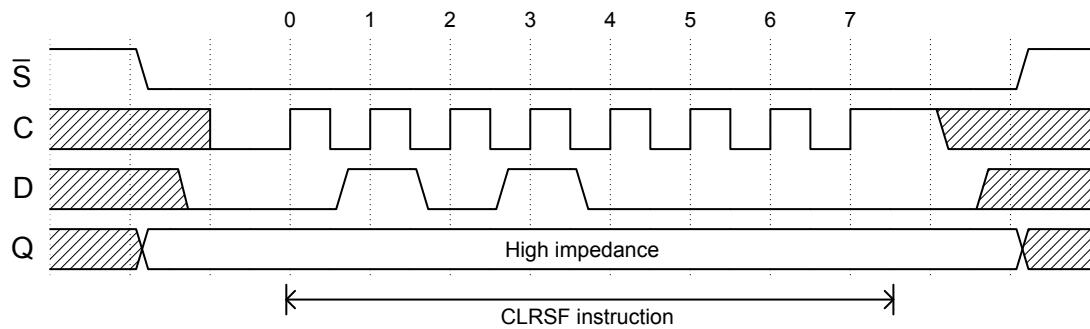 0 1 2 3 4 5 6 7
S̅
C
D
Q High impedance
CLRSF instruction